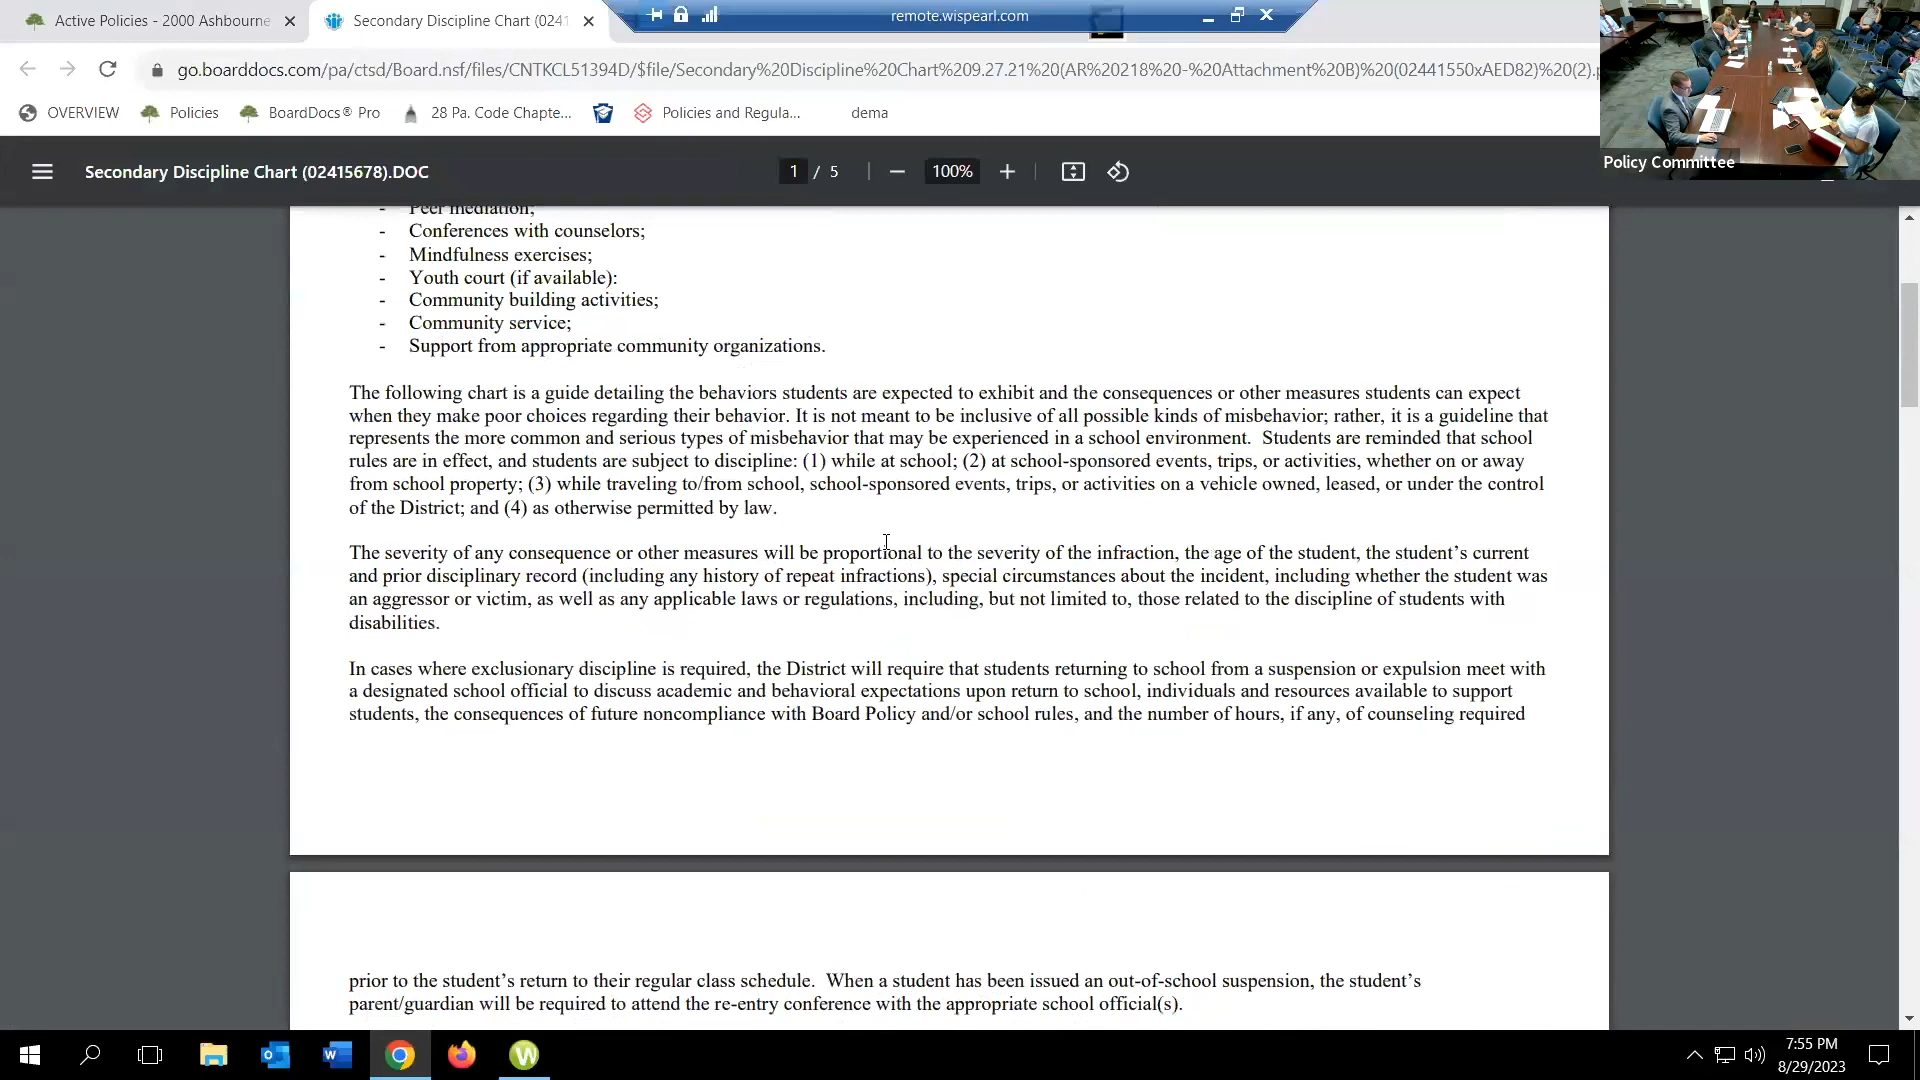 Active Policies - 2000 Ashbourne
Secondary Discipline Chart (0241
remote.wispearl.com
go.boarddocs.com/pa/ctsd/Board.nsf/files/CNTKCL51394D/$file/Secondary%20Discipline%20Chart%209.27.21%20(AR%20218%20-%20Attachment%20B)%20(02441550xAED82)%20(2).p
OVERVIEW
Policies
BoardDocs® Pro
28 Pa. Code Chapte...
Policies and Regula...
dema
Policy Committee
Secondary Discipline Chart (02415678).DOC
1 / 5
100%
- Peer mediation;
- Conferences with counselors;
- Mindfulness exercises;
- Youth court (if available):
- Community building activities;
- Community service;
- Support from appropriate community organizations.
The following chart is a guide detailing the behaviors students are expected to exhibit and the consequences or other measures students can expect
when they make poor choices regarding their behavior. It is not meant to be inclusive of all possible kinds of misbehavior; rather, it is a guideline that
represents the more common and serious types of misbehavior that may be experienced in a school environment.  Students are reminded that school
rules are in effect, and students are subject to discipline: (1) while at school; (2) at school-sponsored events, trips, or activities, whether on or away
from school property; (3) while traveling to/from school, school-sponsored events, trips, or activities on a vehicle owned, leased, or under the control
of the District; and (4) as otherwise permitted by law.
The severity of any consequence or other measures will be proportional to the severity of the infraction, the age of the student, the student’s current
and prior disciplinary record (including any history of repeat infractions), special circumstances about the incident, including whether the student was
an aggressor or victim, as well as any applicable laws or regulations, including, but not limited to, those related to the discipline of students with
disabilities.
In cases where exclusionary discipline is required, the District will require that students returning to school from a suspension or expulsion meet with
a designated school official to discuss academic and behavioral expectations upon return to school, individuals and resources available to support
students, the consequences of future noncompliance with Board Policy and/or school rules, and the number of hours, if any, of counseling required
prior to the student’s return to their regular class schedule.  When a student has been issued an out-of-school suspension, the student’s
parent/guardian will be required to attend the re-entry conference with the appropriate school official(s).
7:55 PM
8/29/2023